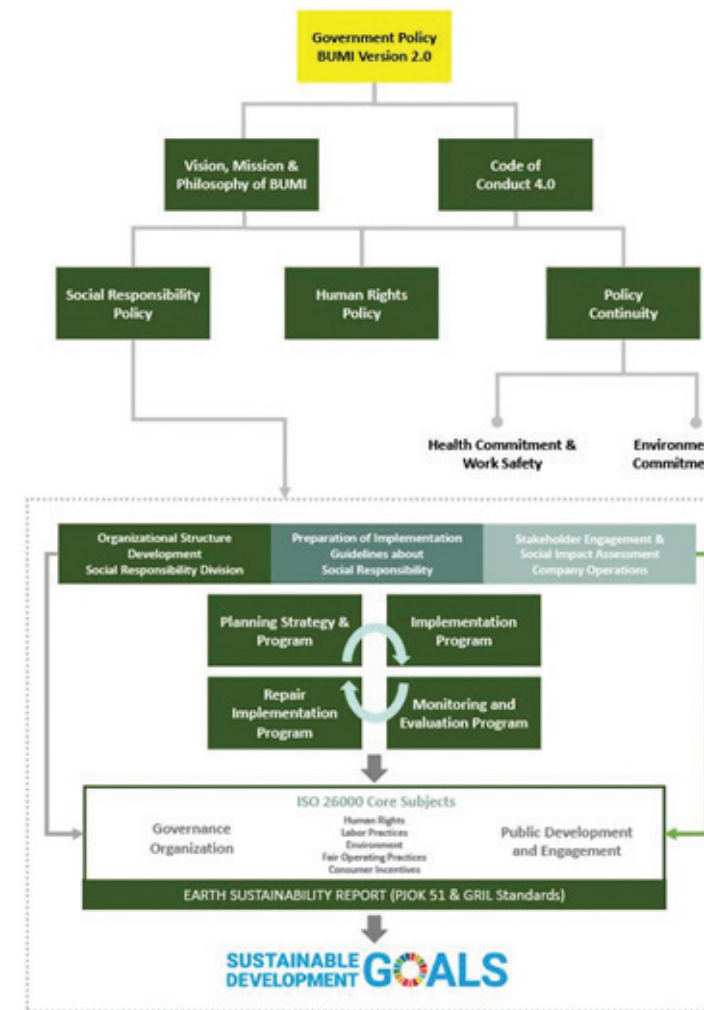 Government Policy
BUMI Version 2.0
Vision, Mission &
Philosophy of BUMI
Code of
Conduct 4.0
Social Responsibility
Policy
Human Rights
Policy
Policy
Continuity
Health Commitment &
Work Safety
Environme
Commitme
Organizational Structure
Development
Social Responsibility Division
Preparation of Implementation
Guidelines about
Social Responsibility
Stakeholder Engagement &
Social Impact Assessment
Company Operations
Planning Strategy &
Program
Implementation
Program
Repair
Implementation
Program
Monitoring and
Evaluation Program
ISO 26000 Core Subjects
Governance
Organization
Human Rights
Labor Practices
Environment
Fair Operating Practices
Consumer Incentives
Public Development
and Engagement
EARTH SUSTAINABILITY REPORT (PJOK 51 & GRIL Standards)
SUSTAINABLE
DEVELOPMENT
GOALS